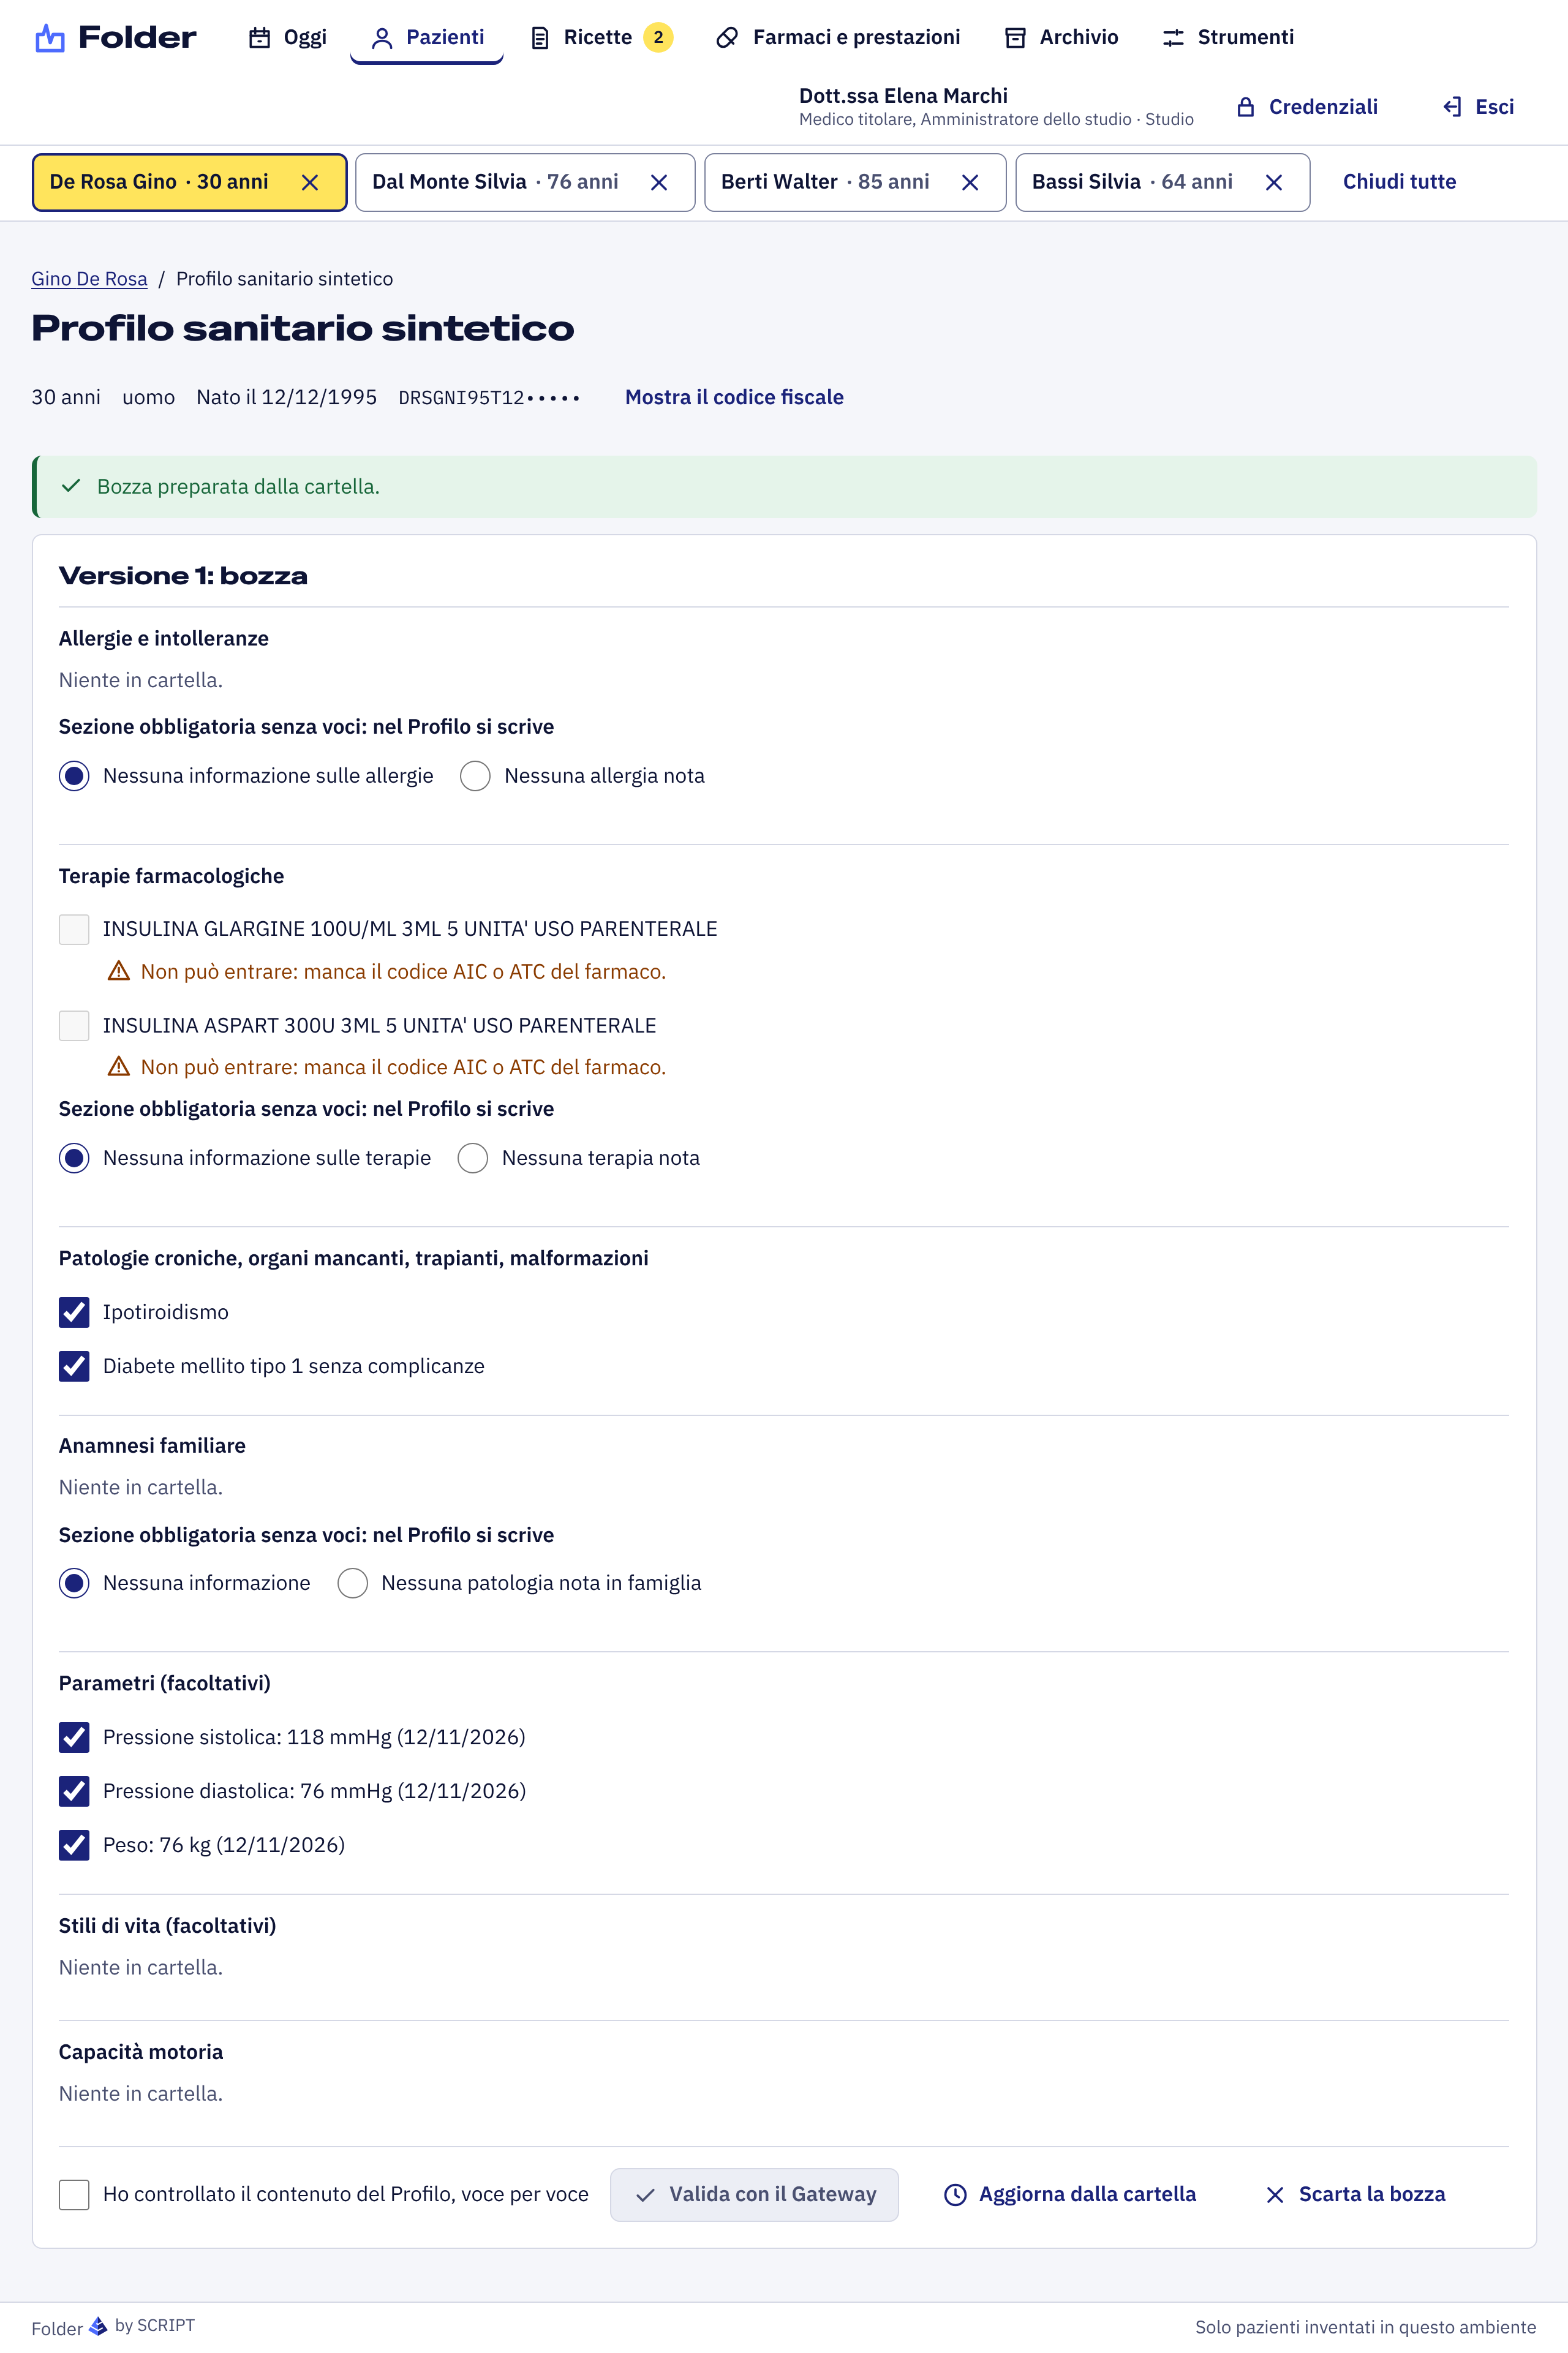 Folder
Oggi
Pazienti
Ricette 2
Farmaci e prestazioni
Archivio
Strumenti
Dott.ssa Elena Marchi
Medico titolare, Amministratore dello studio · Studio
Credenziali
Esci
De Rosa Gino · 30 anni
Dal Monte Silvia · 76 anni
Berti Walter · 85 anni
Bassi Silvia · 64 anni
Chiudi tutte
Gino De Rosa / Profilo sanitario sintetico
Profilo sanitario sintetico
30 anni uomo Nato il 12/12/1995 DRSGNI95T12••••• Mostra il codice fiscale
Bozza preparata dalla cartella.
Versione 1: bozza
Allergie e intolleranze
Niente in cartella.
Sezione obbligatoria senza voci: nel Profilo si scrive
Nessuna informazione sulle allergie Nessuna allergia nota
Terapie farmacologiche
INSULINA GLARGINE 100U/ML 3ML 5 UNITA' USO PARENTERALE
Non può entrare: manca il codice AIC o ATC del farmaco.
INSULINA ASPART 300U 3ML 5 UNITA' USO PARENTERALE
Non può entrare: manca il codice AIC o ATC del farmaco.
Sezione obbligatoria senza voci: nel Profilo si scrive
Nessuna informazione sulle terapie Nessuna terapia nota
Patologie croniche, organi mancanti, trapianti, malformazioni
Ipotiroidismo
Diabete mellito tipo 1 senza complicanze
Anamnesi familiare
Niente in cartella.
Sezione obbligatoria senza voci: nel Profilo si scrive
Nessuna informazione Nessuna patologia nota in famiglia
Parametri (facoltativi)
Pressione sistolica: 118 mmHg (12/11/2026)
Pressione diastolica: 76 mmHg (12/11/2026)
Peso: 76 kg (12/11/2026)
Stili di vita (facoltativi)
Niente in cartella.
Capacità motoria
Niente in cartella.
Ho controllato il contenuto del Profilo, voce per voce
Valida con il Gateway
Aggiorna dalla cartella
Scarta la bozza
Folder by SCRIPT
Solo pazienti inventati in questo ambiente